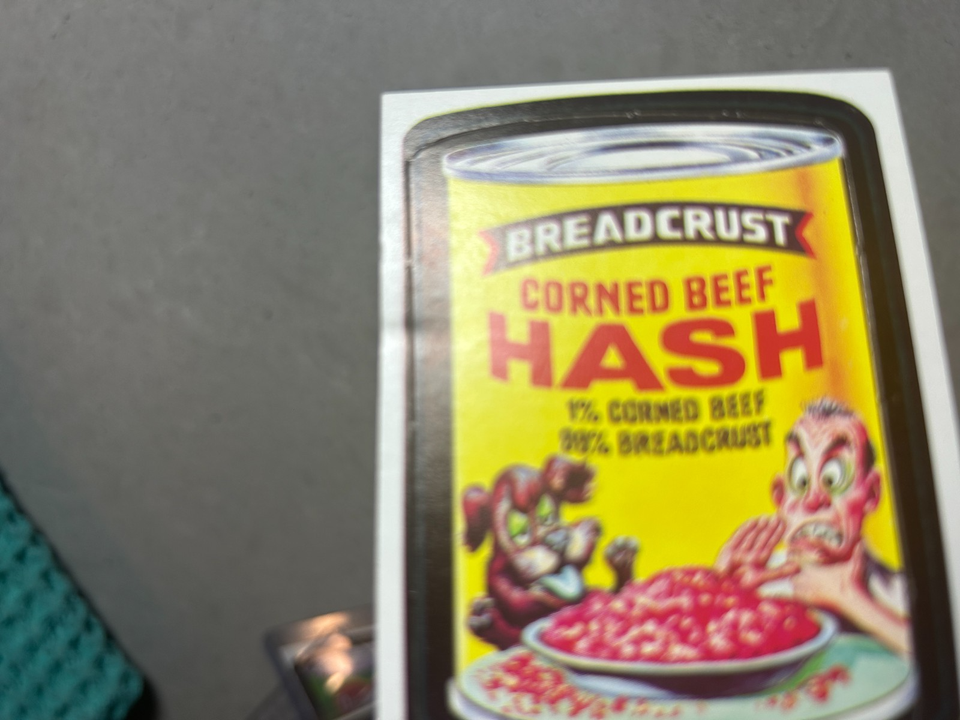 BREADCRUST
CORNED BEEF
HASH
1% CORNED BEEF
99% BREADCRUST